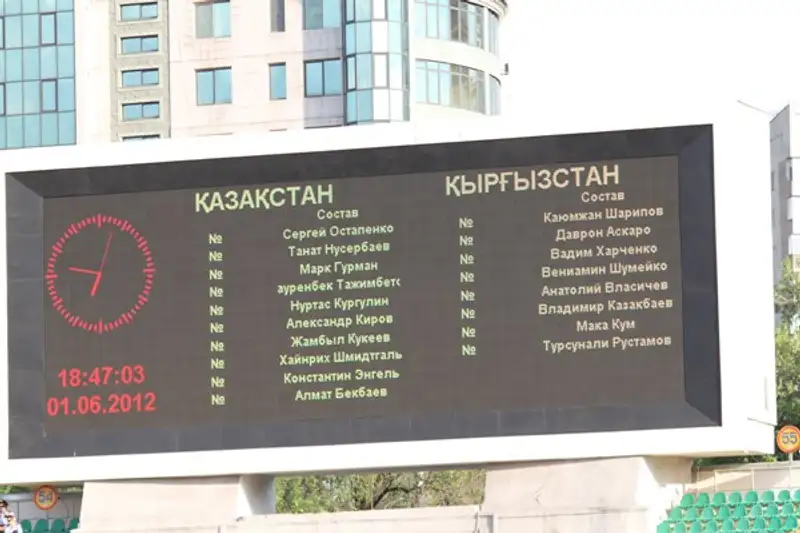 ҚАЗАҚСТАН
Состав
№ Сергей Остапенко
№ Танат Нусербаев
№ Марк Гурман
№ ауренбек Тажимбетс
№ Нуртас Кургулин
№ Александр Киров
№ Жамбыл Кукеев
№ Хайнрих Шмидтгаль
№ Константин Энгель
№ Алмат Бекбаев
ҚЫРҒЫЗСТАН
Состав
№ Каюмжан Шарипов
№ Даврон Аскаро
№ Вадим Харченко
№ Вениамин Шумейко
№ Анатолий Власичев
№ Владимир Казакбаев
№ Мака Кум
№ Турсунали Рустамов
18:47:03
01.06.2012
54
55